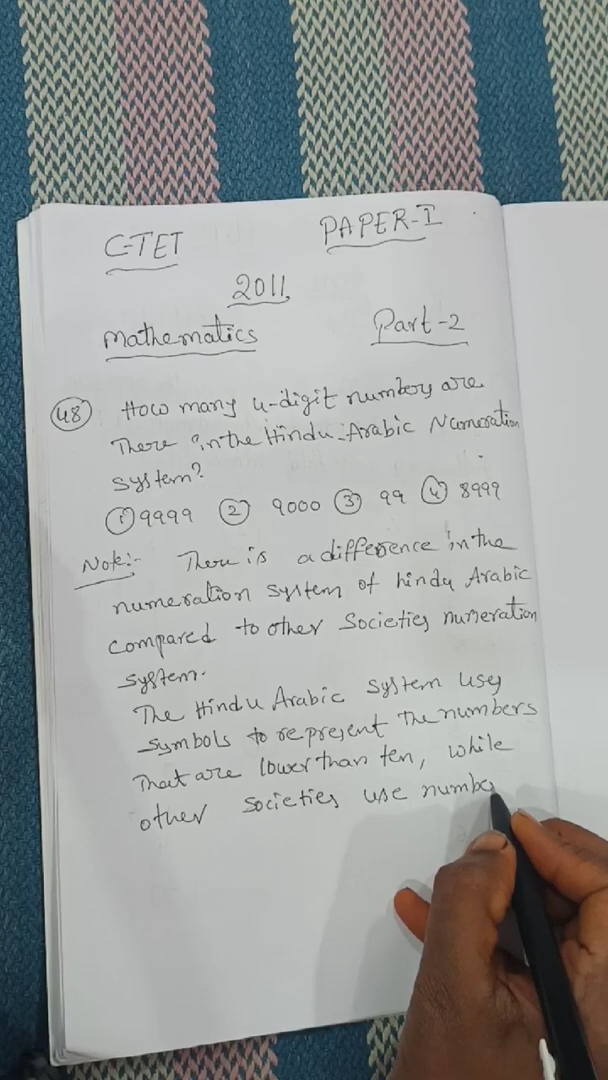 C-TET PAPER-I
2011
Mathematics Part-2
48 How many 4-digit numbers are
There in the Hindu-Arabic Numeration
system?
1 9999 2 9000 3 99 4 8999
Note:- There is a difference in the
numeration system of hindu Arabic
compared to other Societies numeration
system.
The Hindu Arabic system uses
symbols to represent the numbers
That are lower than ten, while
other societies use numbe